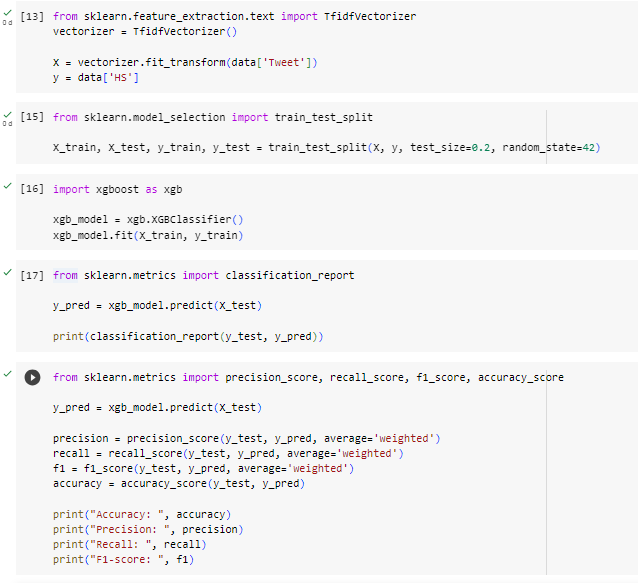 [13] from sklearn.feature_extraction.text import TfidfVectorizer
0 d
vectorizer = TfidfVectorizer()
X = vectorizer.fit_transform(data['Tweet'])
y = data['HS']
[15] from sklearn.model_selection import train_test_split
0 d
X_train, X_test, y_train, y_test = train_test_split(X, y, test_size=0.2, random_state=42)
[16] import xgboost as xgb
xgb_model = xgb.XGBClassifier()
xgb_model.fit(X_train, y_train)
[17] from sklearn.metrics import classification_report
y_pred = xgb_model.predict(X_test)
print(classification_report(y_test, y_pred))
from sklearn.metrics import precision_score, recall_score, f1_score, accuracy_score
y_pred = xgb_model.predict(X_test)
precision = precision_score(y_test, y_pred, average='weighted')
recall = recall_score(y_test, y_pred, average='weighted')
f1 = f1_score(y_test, y_pred, average='weighted')
accuracy = accuracy_score(y_test, y_pred)
print("Accuracy: ", accuracy)
print("Precision: ", precision)
print("Recall: ", recall)
print("F1-score: ", f1)